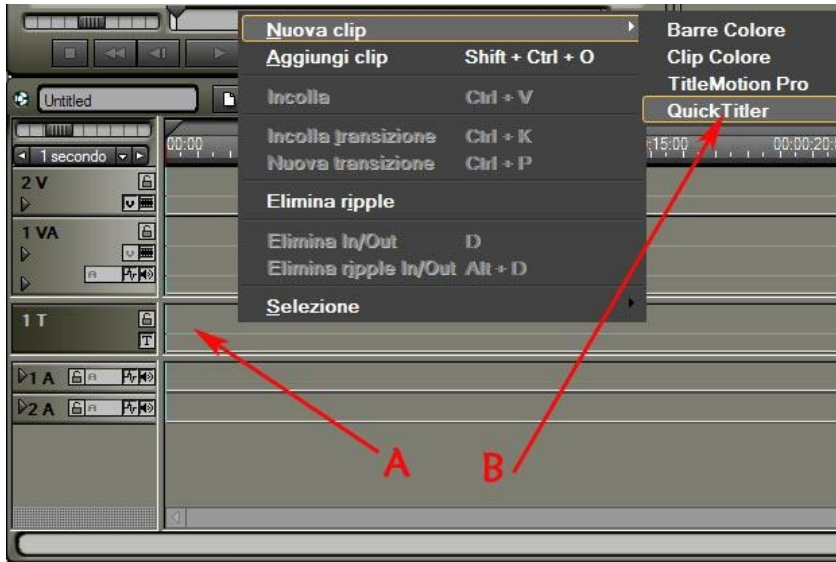 Nuova clip
Aggiungi clip Shift + Ctrl + O
Incolla Ctrl + V
Incolla transizione Ctrl + K
Nuova transizione Ctrl + P
Elimina ripple
Elimina In/Out D
Elimina ripple In/Out Alt + D
Selezione
Barre Colore
Clip Colore
TitleMotion Pro
QuickTitler
Untitled
1 secondo
00:00 :15:00 00:00:20:
2 V
1 VA
1 T
T
1 A
2 A
A B